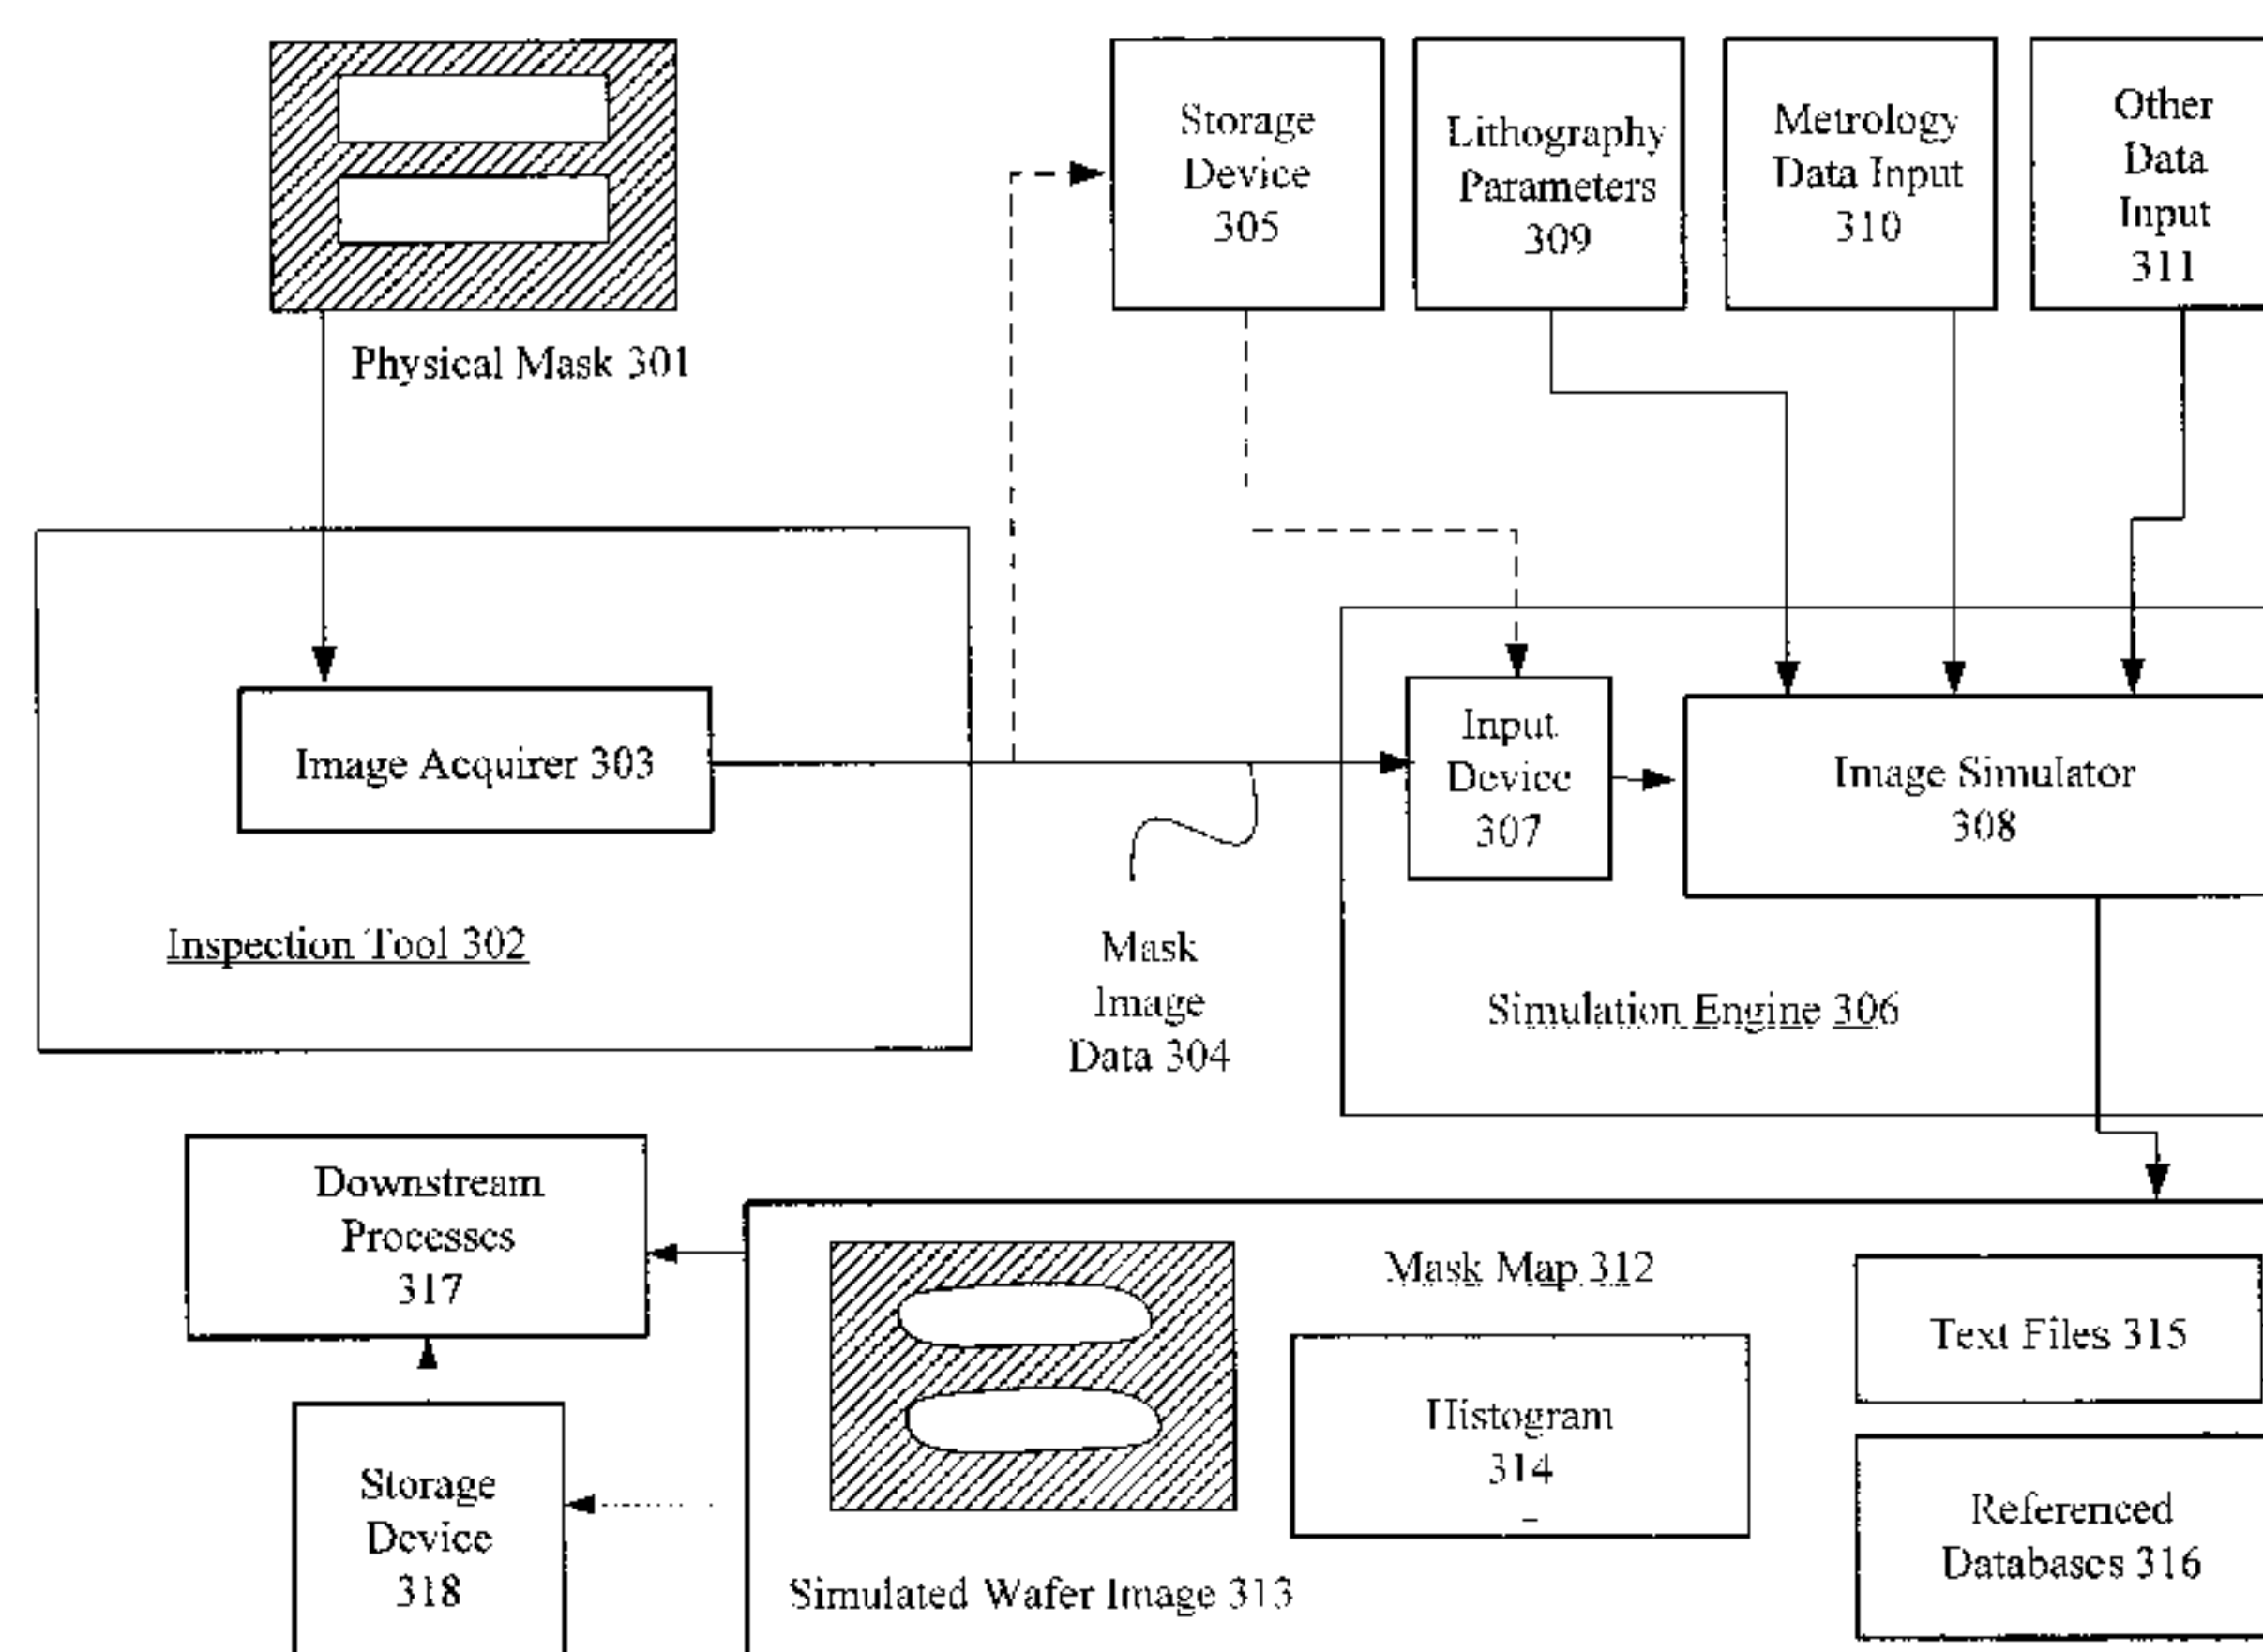 Storage
Device
305
Lithography
Parameters
309
Metrology
Data Input
310
Other
Data
Input
311
Physical Mask 301
Image Acquirer 303
Inspection Tool 302
Mask
Image
Data 304
Input
Device
307
Image Simulator
308
Simulation Engine 306
Downstream
Processes
317
Storage
Device
318
Simulated Wafer Image 313
Mask Map 312
Histogram
314
Text Files 315
Referenced
Databases 316